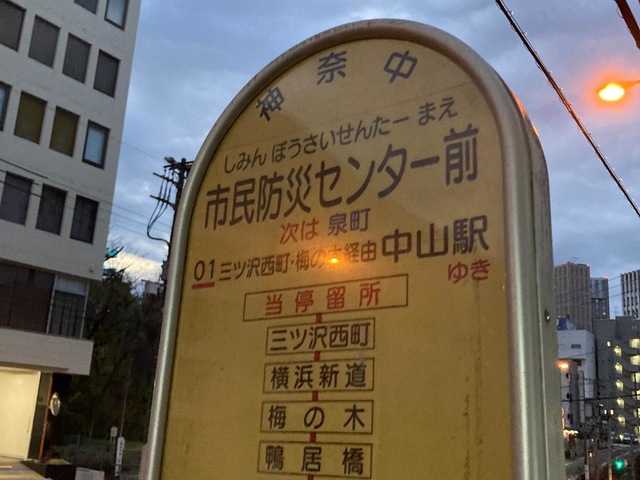 神奈中
しみん ぼうさいせんたー まえ
市民防災センター前
次は 泉町
01 三ツ沢西町・梅の木経由 中山駅
ゆき
当停留所
三ツ沢西町
横浜新道
梅の木
鴨居橋